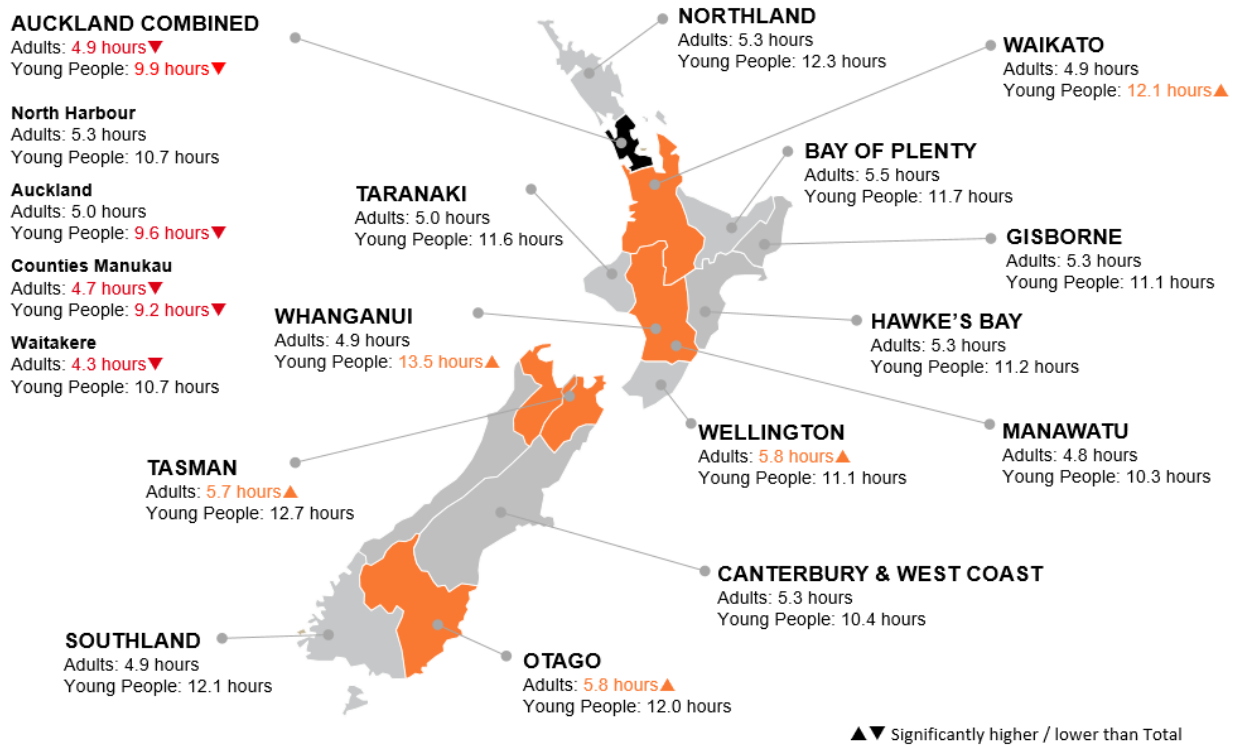 AUCKLAND COMBINED
Adults: 4.9 hours▼
Young People: 9.9 hours▼
North Harbour
Adults: 5.3 hours
Young People: 10.7 hours
Auckland
Adults: 5.0 hours
Young People: 9.6 hours▼
Counties Manukau
Adults: 4.7 hours▼
Young People: 9.2 hours▼
Waitakere
Adults: 4.3 hours▼
Young People: 10.7 hours
NORTHLAND
Adults: 5.3 hours
Young People: 12.3 hours
WAIKATO
Adults: 4.9 hours
Young People: 12.1 hours▲
BAY OF PLENTY
Adults: 5.5 hours
Young People: 11.7 hours
TARANAKI
Adults: 5.0 hours
Young People: 11.6 hours
GISBORNE
Adults: 5.3 hours
Young People: 11.1 hours
WHANGANUI
Adults: 4.9 hours
Young People: 13.5 hours▲
HAWKE’S BAY
Adults: 5.3 hours
Young People: 11.2 hours
WELLINGTON
Adults: 5.8 hours▲
Young People: 11.1 hours
MANAWATU
Adults: 4.8 hours
Young People: 10.3 hours
TASMAN
Adults: 5.7 hours▲
Young People: 12.7 hours
CANTERBURY & WEST COAST
Adults: 5.3 hours
Young People: 10.4 hours
SOUTHLAND
Adults: 4.9 hours
Young People: 12.1 hours
OTAGO
Adults: 5.8 hours▲
Young People: 12.0 hours
▲▼ Significantly higher / lower than Total